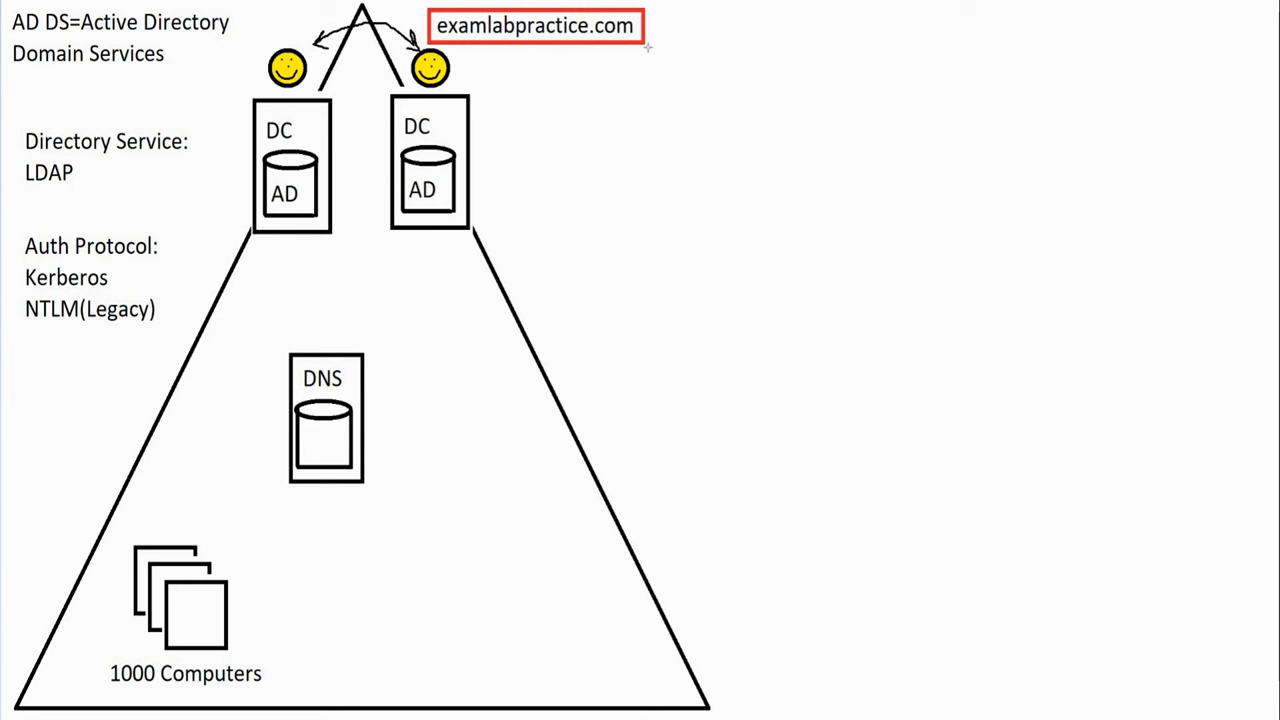 AD DS=Active Directory
Domain Services
examlabpractice.com
Directory Service:
LDAP
Auth Protocol:
Kerberos
NTLM(Legacy)
DC
AD
DC
AD
DNS
1000 Computers